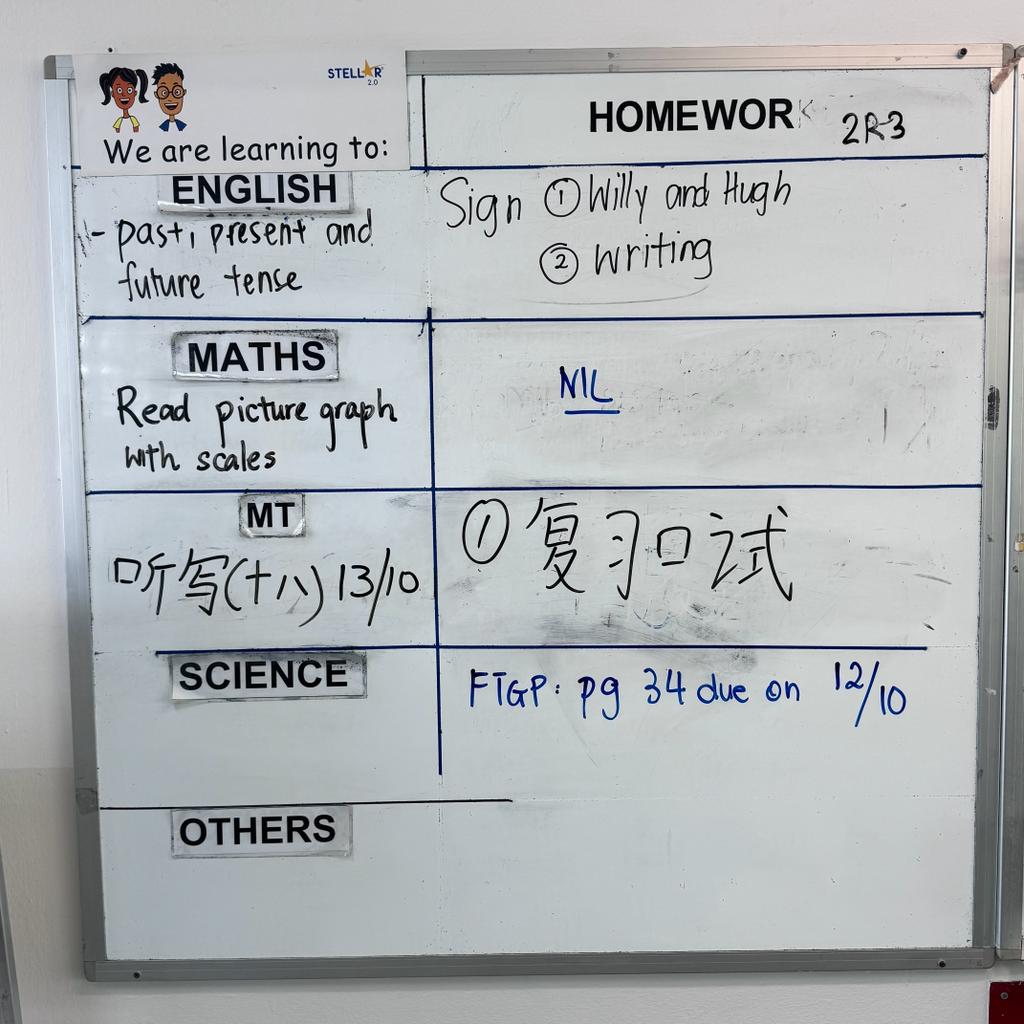 STELLAR 2.0
We are learning to:
HOMEWORK 2R3
ENGLISH
- past, present and
future tense
Sign ① Willy and Hugh
② Writing
MATHS
Read picture graph
with scales
NIL
MT
听写(十八) 13/10
① 复习口试
SCIENCE
FTGP: pg 34 due on 12/10
OTHERS